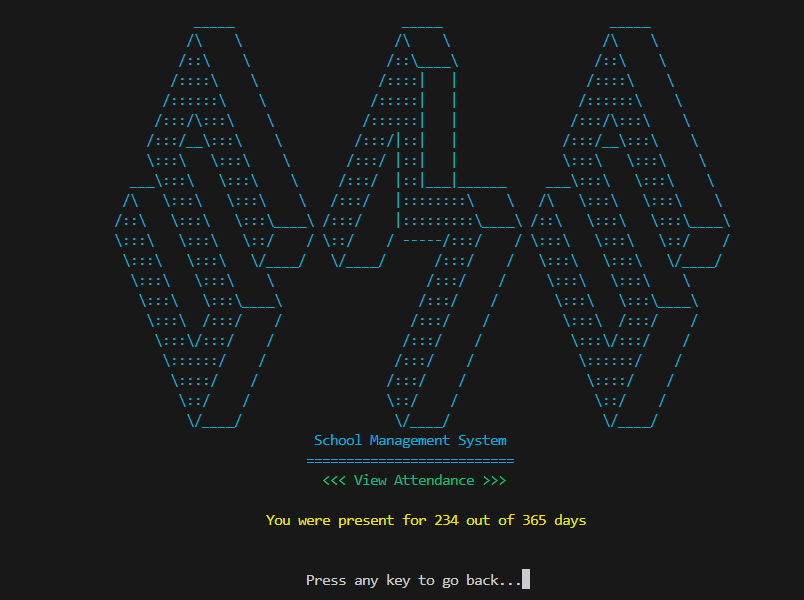 SMS
School Management System
==========================
<<< View Attendance >>>
You were present for 234 out of 365 days
Press any key to go back...